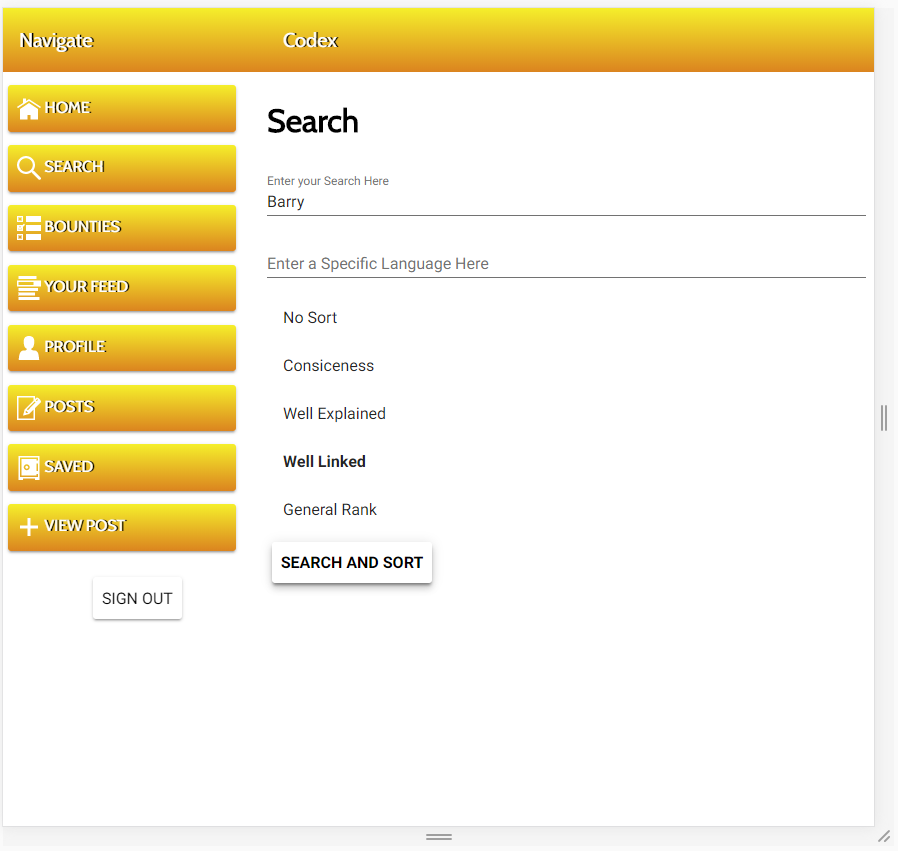 Navigate
Codex
HOME
SEARCH
BOUNTIES
YOUR FEED
PROFILE
POSTS
SAVED
VIEW POST
SIGN OUT
Search
Enter your Search Here
Barry
Enter a Specific Language Here
No Sort
Consiceness
Well Explained
Well Linked
General Rank
SEARCH AND SORT